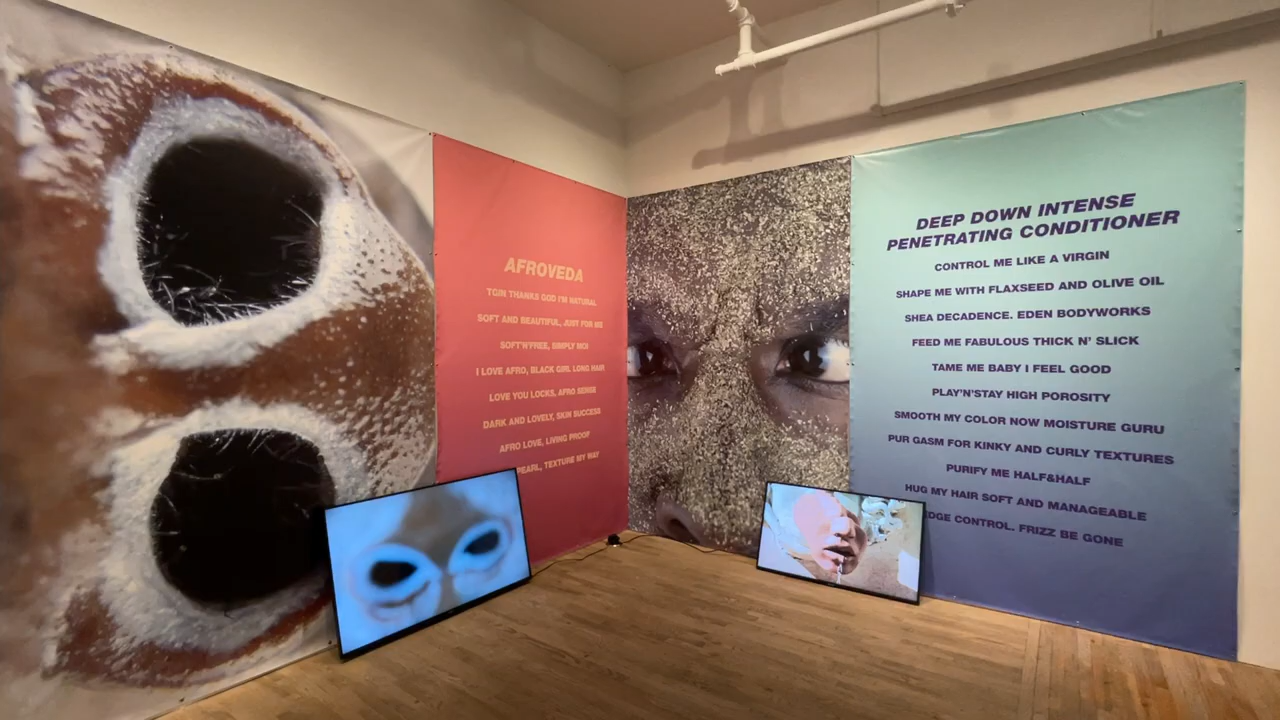 AFROVEDA
TGIN THANKS GOD I'M NATURAL
SOFT AND BEAUTIFUL, JUST FOR ME
SOFT'N'FREE, SIMPLY RICH
I LOVE AFRO, BLACK GIRL LONG HAIR
LOVE YOU LOCKS, AFRO SENSE
DARK AND LOVELY, SKIN SUCCESS
AFRO LOVE, LIVING PROOF
PEARL, TEXTURE MY WAY
DEEP DOWN INTENSE
PENETRATING CONDITIONER
CONTROL ME LIKE A VIRGIN
SHAPE ME WITH FLAXSEED AND OLIVE OIL
SHEA DECADENCE. EDEN BODYWORKS
FEED ME FABULOUS THICK N' SLICK
TAME ME BABY I FEEL GOOD
PLAY'N'STAY HIGH POROSITY
SMOOTH MY COLOR NOW MOISTURE GURU
PUR GASM FOR KINKY AND CURLY TEXTURES
PURIFY ME HALF&HALF
HUG MY HAIR SOFT AND MANAGEABLE
EDGE CONTROL. FRIZZ BE GONE